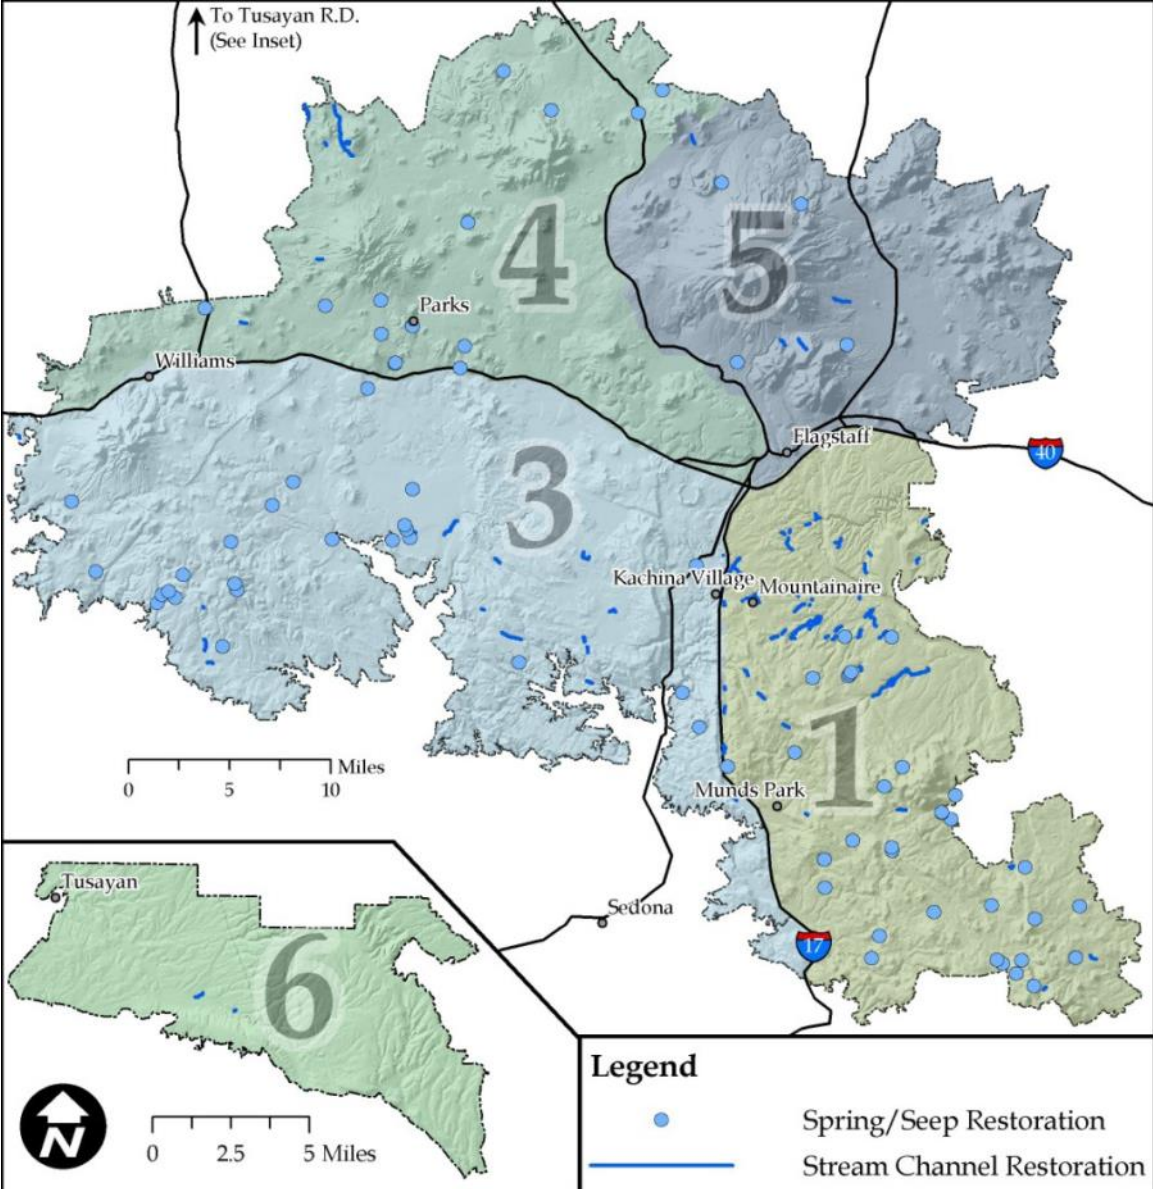 To Tusayan R.D.
(See Inset)
4
5
Parks
Williams
Flagstaff
40
3
Kachina Village
Mountainaire
1
Miles
0 5 10
Munds Park
Tusayan
Sedona
17
6
N
0 2.5 5 Miles
Legend
Spring/Seep Restoration
Stream Channel Restoration